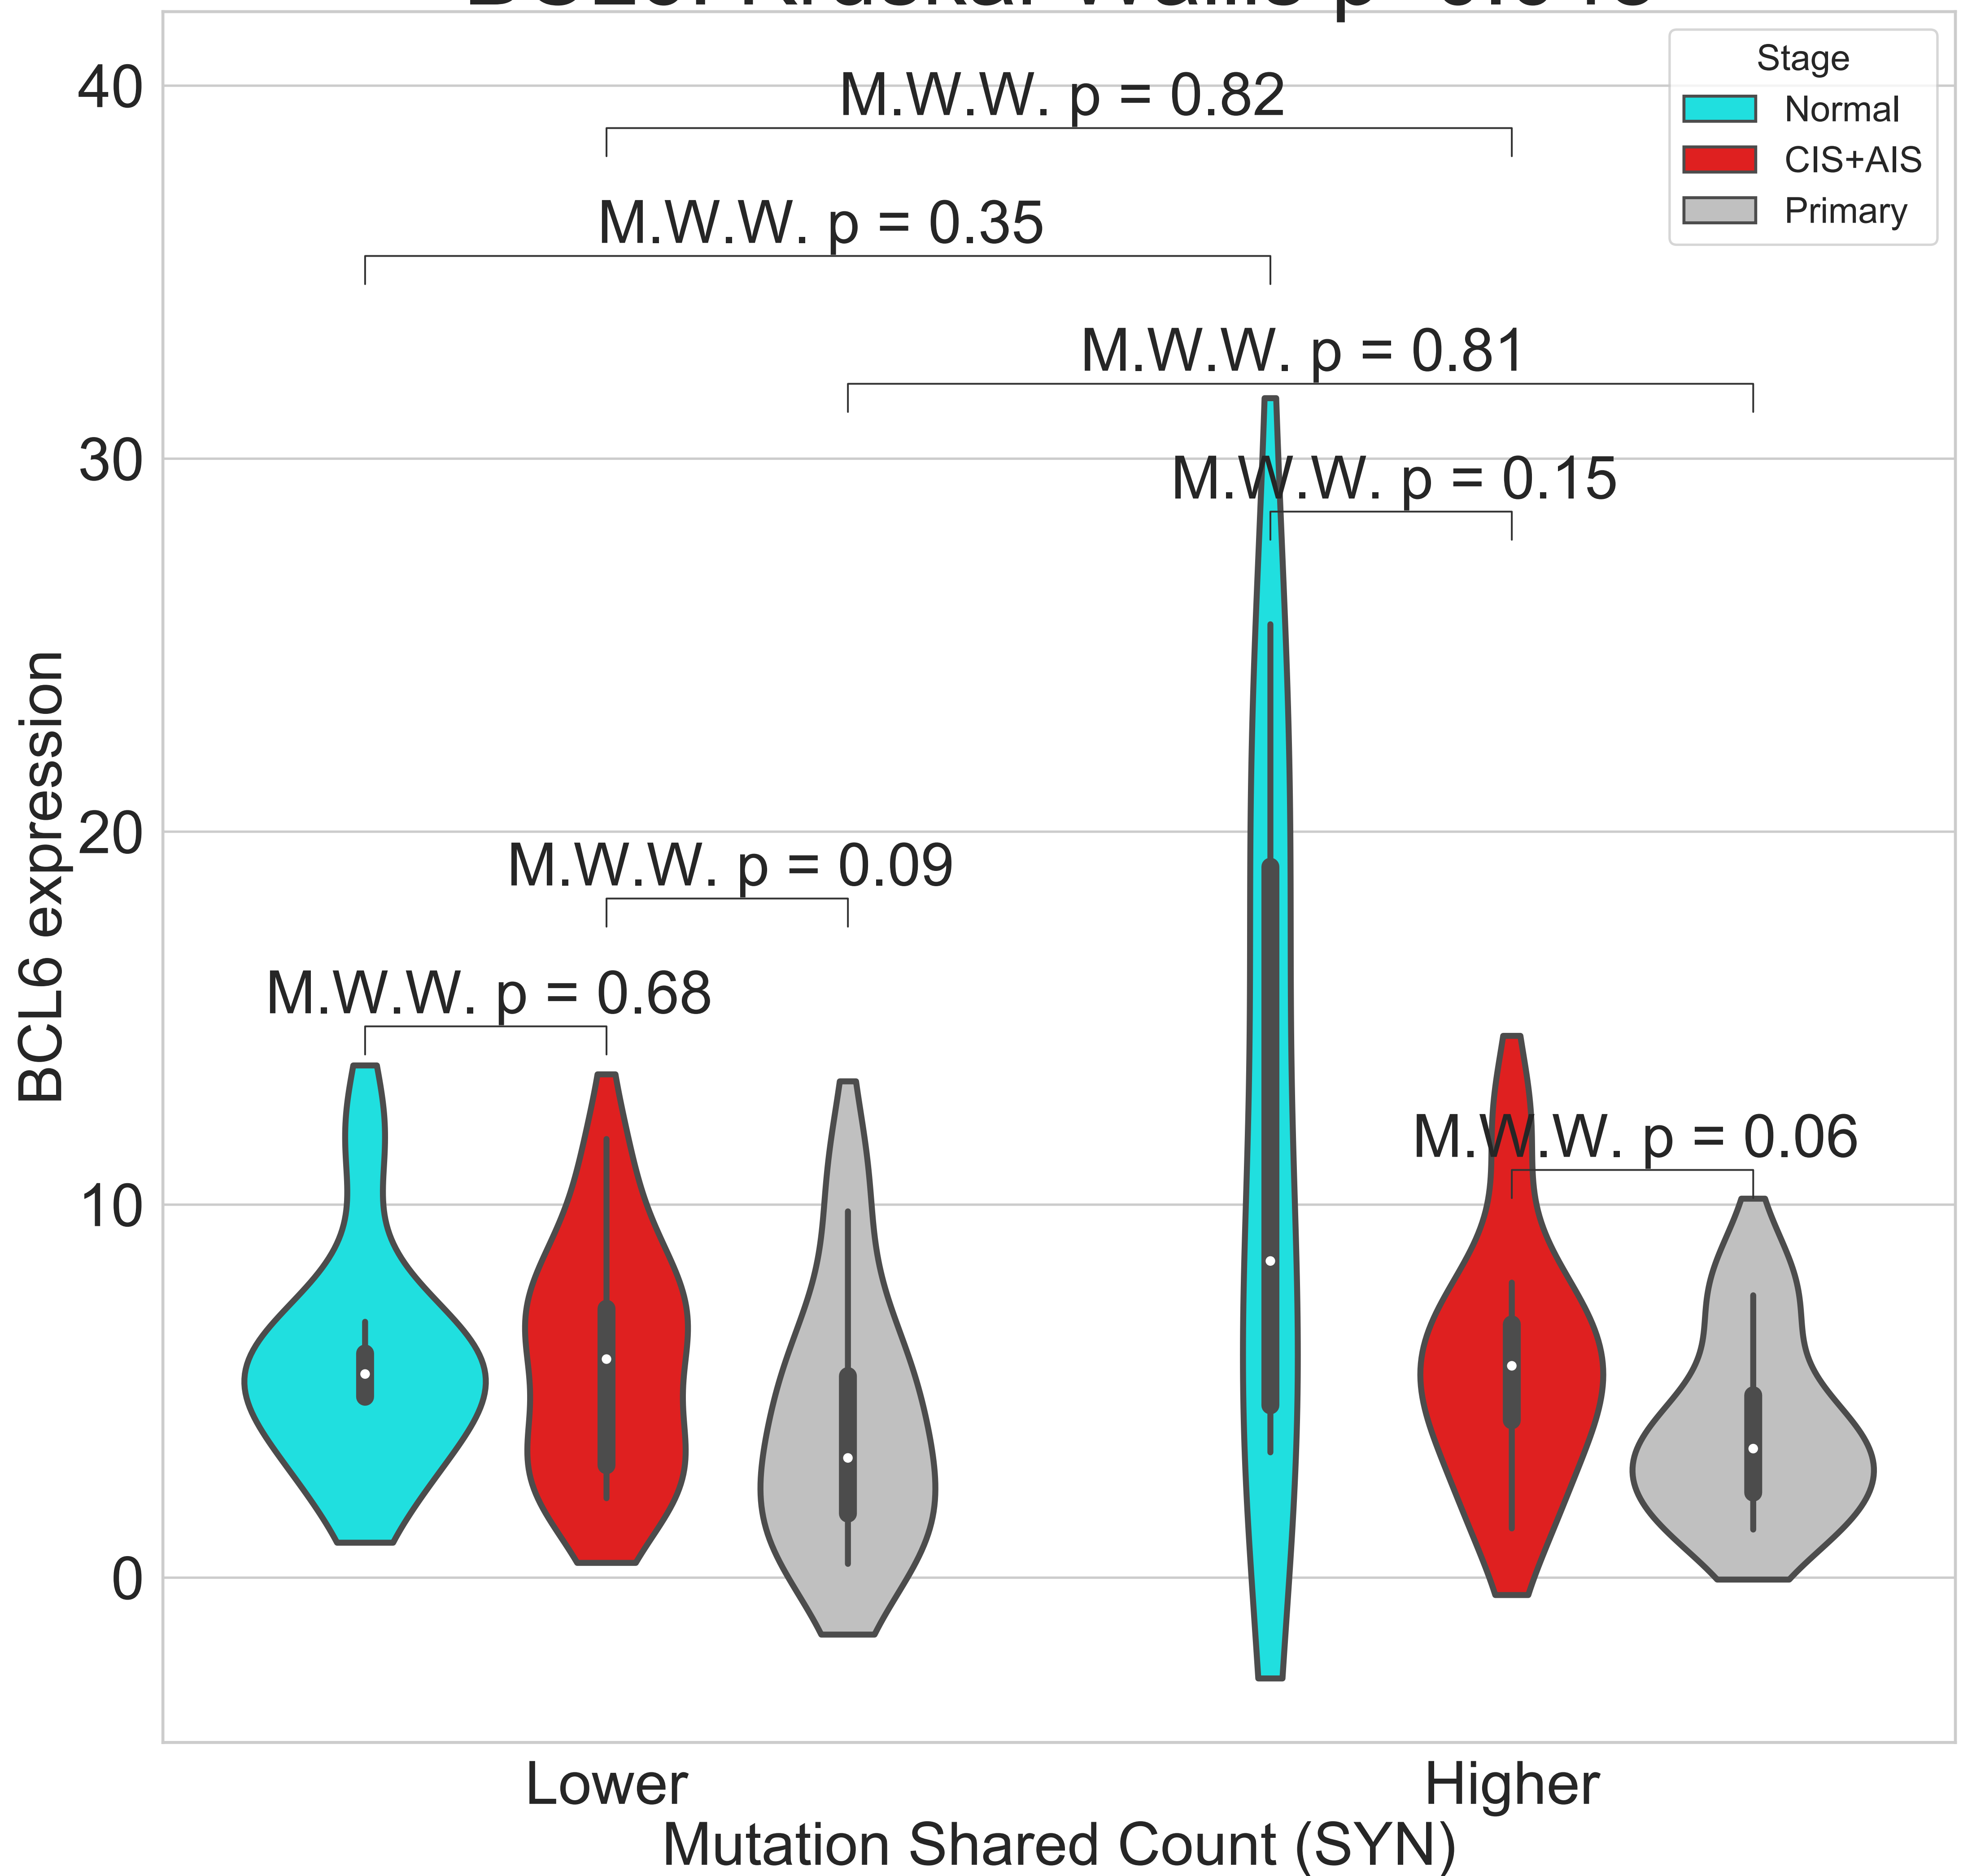 Stage
Normal
CIS+AIS
Primary
40
30
20
10
0
M.W.W. p = 0.82
M.W.W. p = 0.35
M.W.W. p = 0.81
M.W.W. p = 0.15
M.W.W. p = 0.09
M.W.W. p = 0.68
M.W.W. p = 0.06
BCL6 expression
Lower
Higher
Mutation Shared Count (SYN)